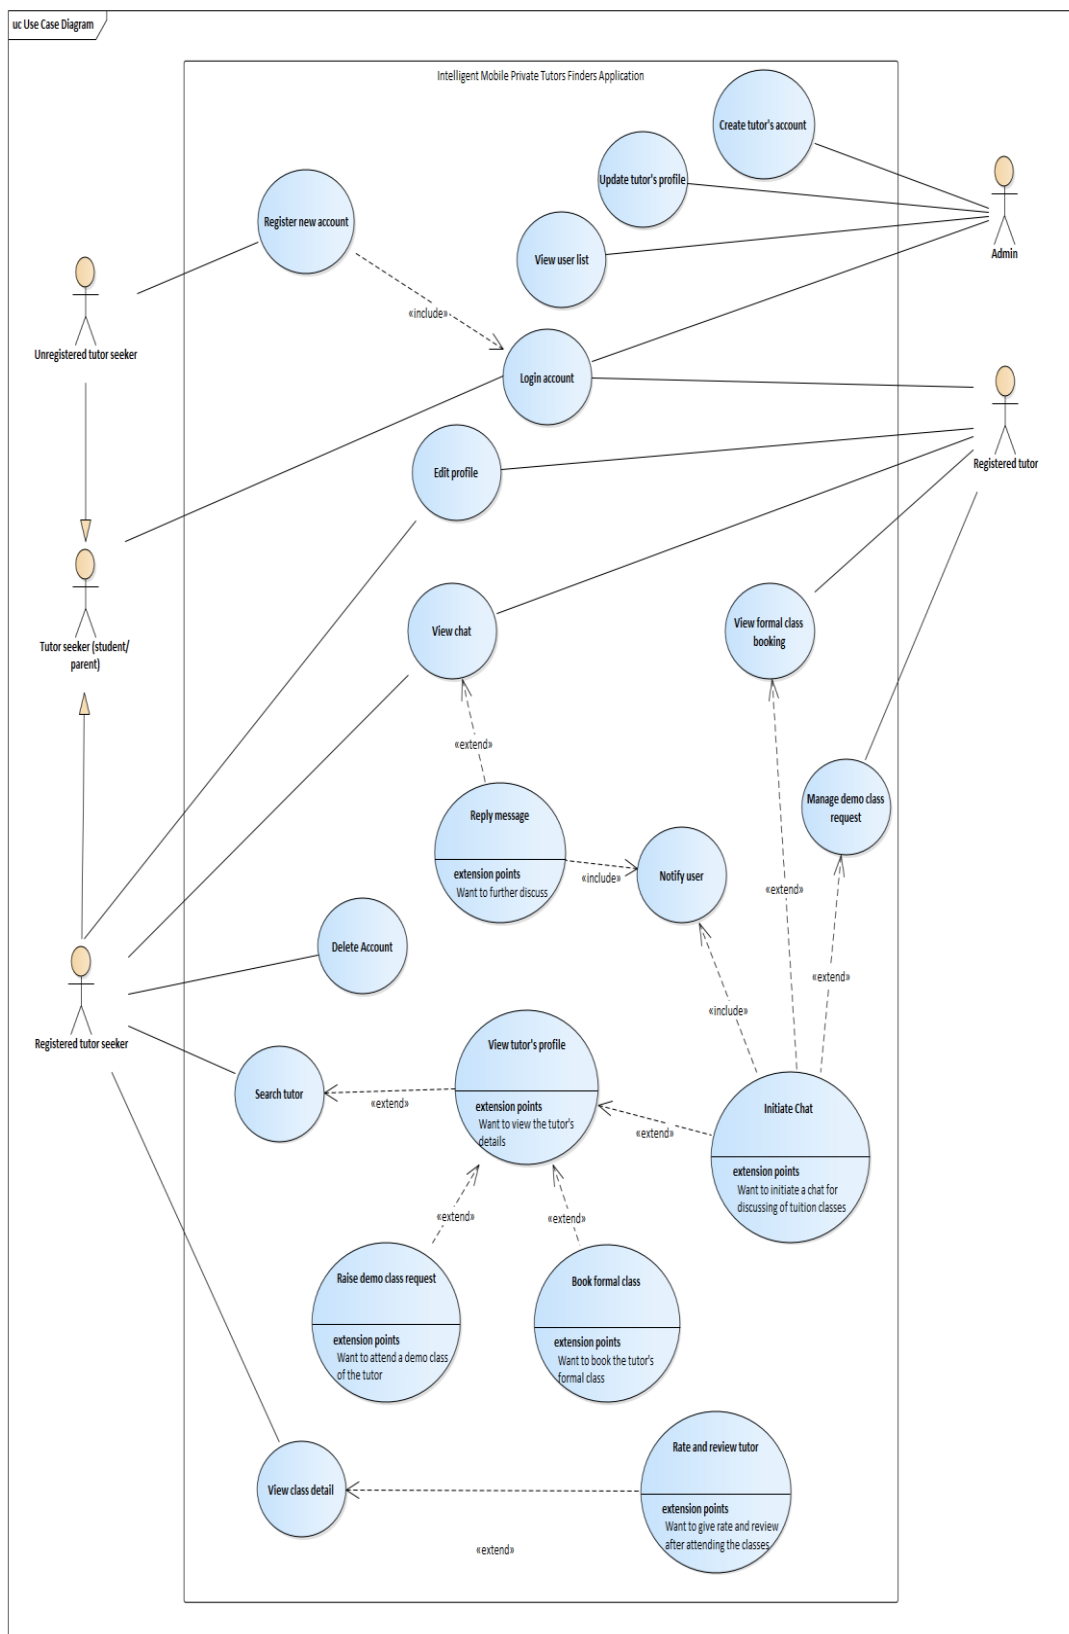 uc Use Case Diagram
Intelligent Mobile Private Tutors Finders Application
Create tutor's account
Update tutor's profile
Register new account
View user list
Admin
«include»
Unregistered tutor seeker
Login account
Edit profile
Registered tutor
Tutor seeker (student/
parent)
View chat
View formal class
booking
«extend»
Manage demo class
request
Reply message
extension points
Want to further discuss
«include»
Notify user
«extend»
Delete Account
«extend»
«include»
Registered tutor seeker
View tutor's profile
extension points
Want to view the tutor's
details
Search tutor
«extend»
«extend»
Initiate Chat
extension points
Want to initiate a chat for
discussing of tuition classes
«extend»
«extend»
Raise demo class request
extension points
Want to attend a demo class
of the tutor
Book formal class
extension points
Want to book the tutor's
formal class
Rate and review tutor
extension points
Want to give rate and review
after attending the classes
View class detail
«extend»